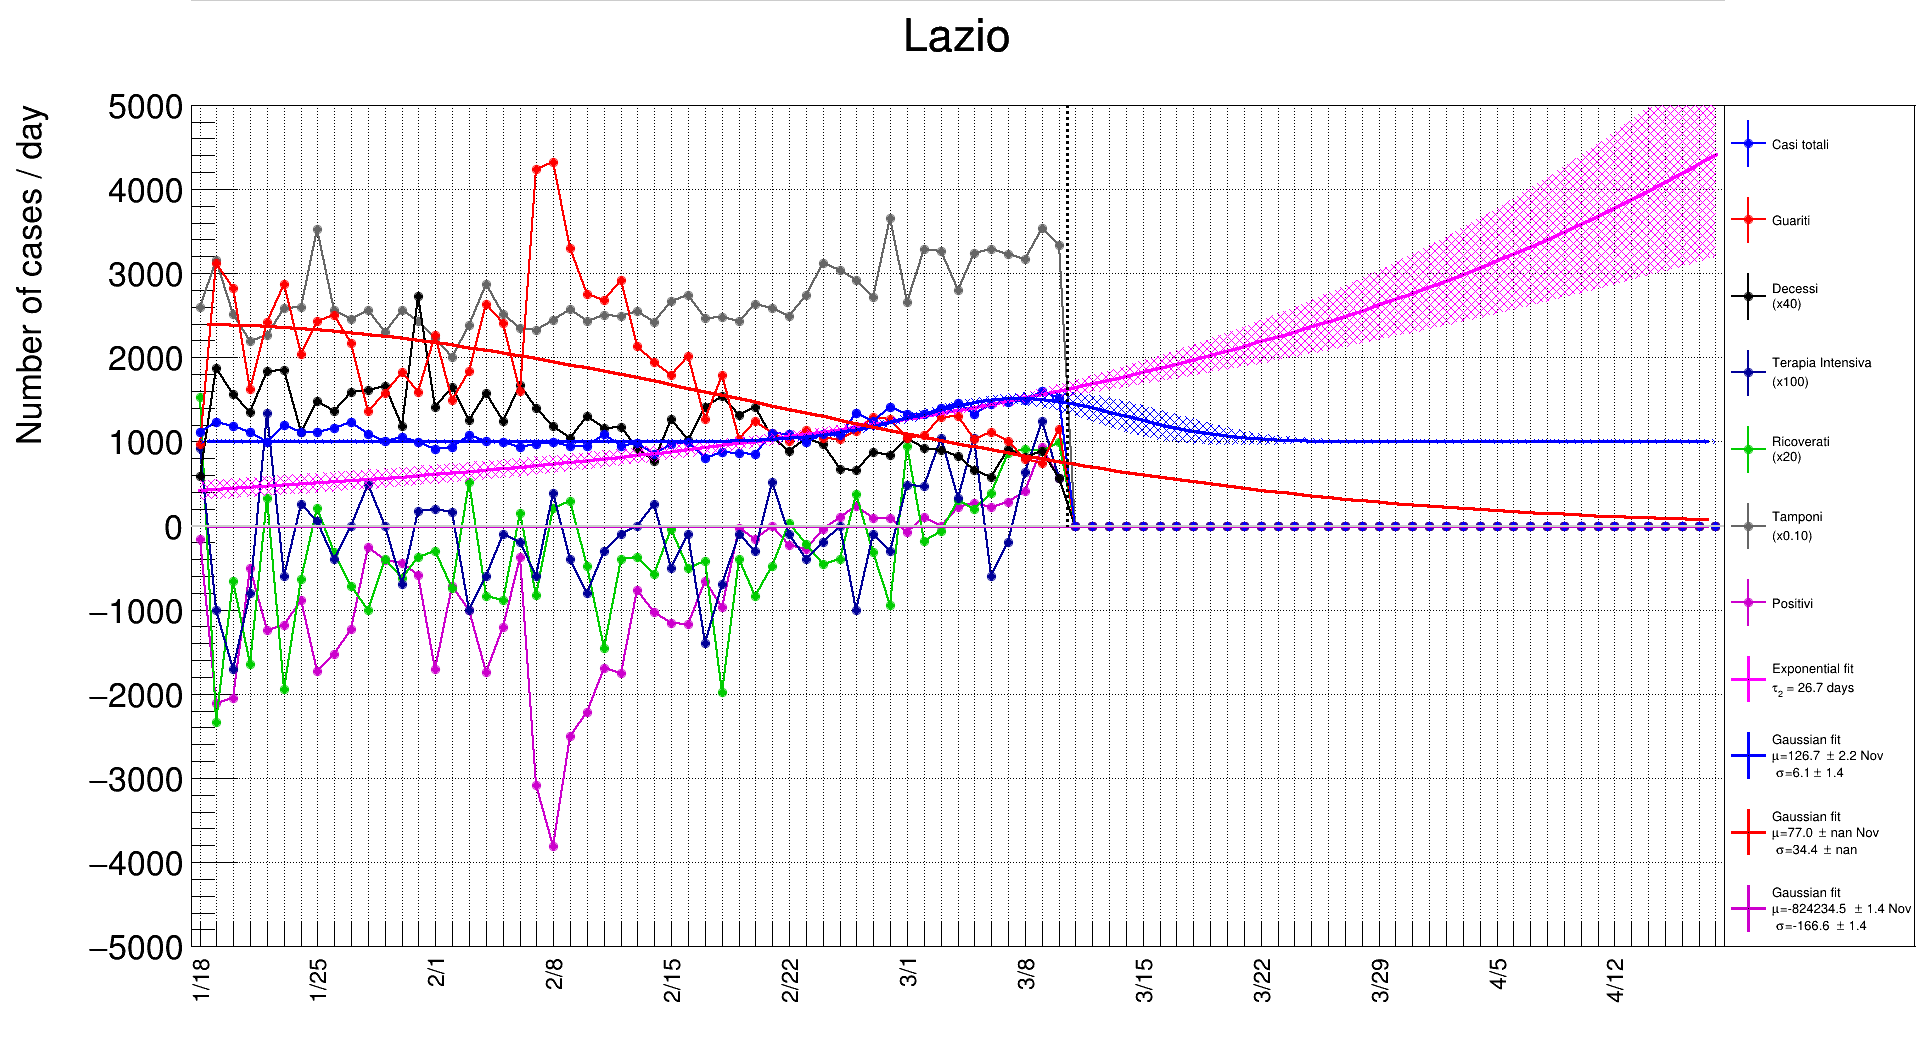 Lazio
Number of cases / day
5000
4000
3000
2000
1000
0
−1000
−2000
−3000
−4000
−5000
1/18
1/25
2/1
2/8
2/15
2/22
3/1
3/8
3/15
3/22
3/29
4/5
4/12
Casi totali
Guariti
Decessi
(x40)
Terapia Intensiva
(x100)
Ricoverati
(x20)
Tamponi
(x0.10)
Positivi
Exponential fit
τ2 = 26.7 days
Gaussian fit
μ=126.7 ± 2.2 Nov
σ=6.1 ± 1.4
Gaussian fit
μ=77.0 ± nan Nov
σ=34.4 ± nan
Gaussian fit
μ=-824234.5 ± 1.4 Nov
σ=-166.6 ± 1.4